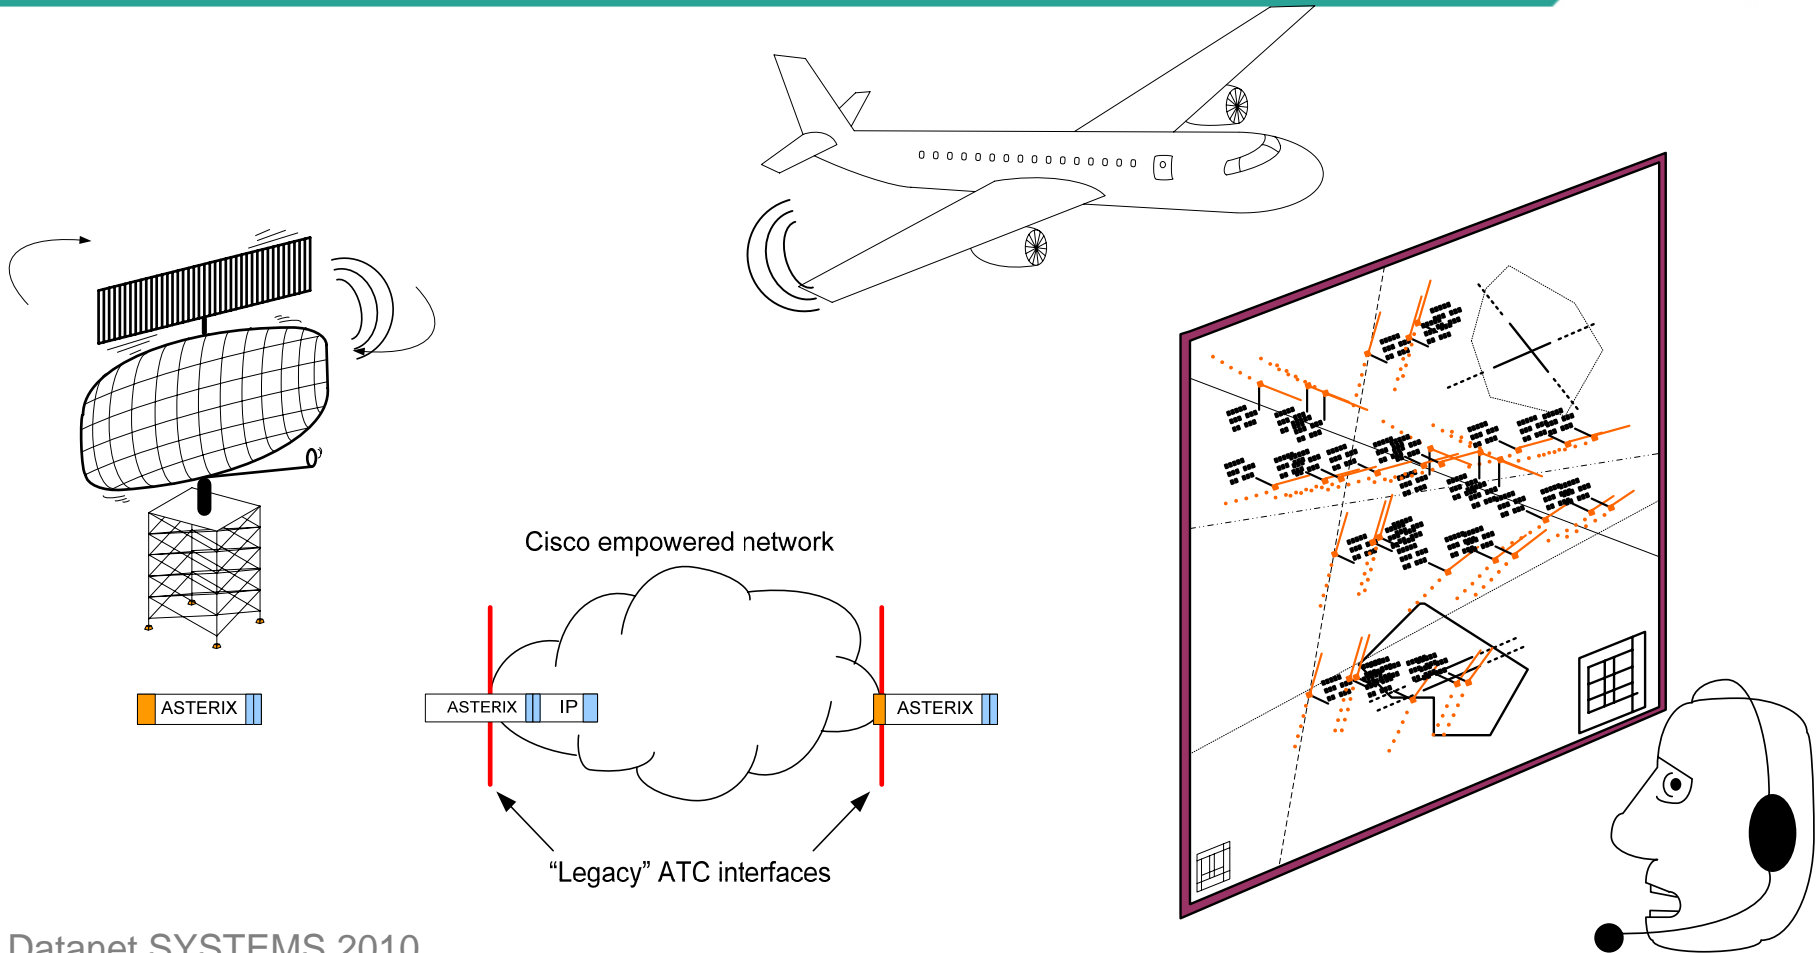 Cisco empowered network
ASTERIX
ASTERIX IP
ASTERIX
“Legacy” ATC interfaces
Datanet SYSTEMS 2010